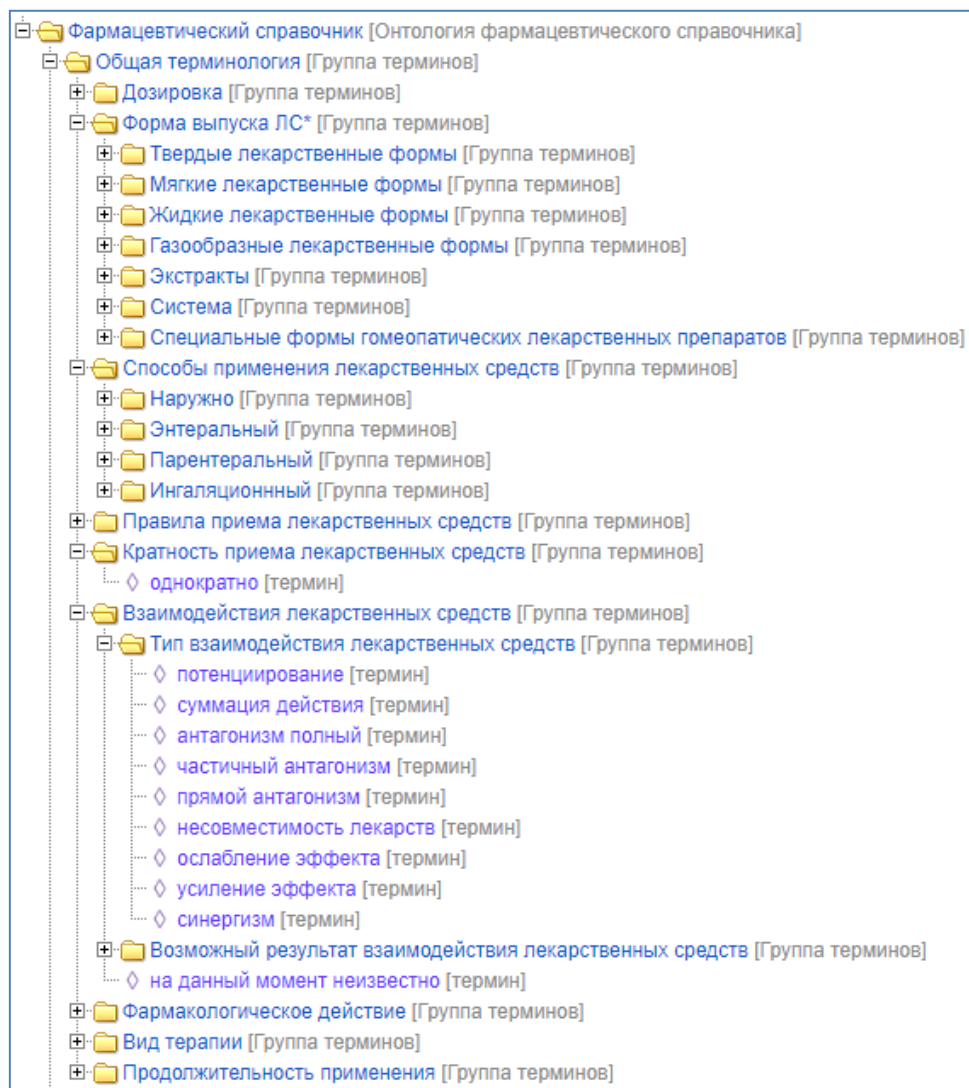 Фармацевтический справочник [Онтология фармацевтического справочника]
Общая терминология [Группа терминов]
Дозировка [Группа терминов]
Форма выпуска ЛС* [Группа терминов]
Твердые лекарственные формы [Группа терминов]
Мягкие лекарственные формы [Группа терминов]
Жидкие лекарственные формы [Группа терминов]
Газообразные лекарственные формы [Группа терминов]
Экстракты [Группа терминов]
Система [Группа терминов]
Специальные формы гомеопатических лекарственных препаратов [Группа терминов]
Способы применения лекарственных средств [Группа терминов]
Наружно [Группа терминов]
Энтеральный [Группа терминов]
Парентеральный [Группа терминов]
Ингаляционнный [Группа терминов]
Правила приема лекарственных средств [Группа терминов]
Кратность приема лекарственных средств [Группа терминов]
однократно [термин]
Взаимодействия лекарственных средств [Группа терминов]
Тип взаимодействия лекарственных средств [Группа терминов]
потенциирование [термин]
суммация действия [термин]
антагонизм полный [термин]
частичный антагонизм [термин]
прямой антагонизм [термин]
несовместимость лекарств [термин]
ослабление эффекта [термин]
усиление эффекта [термин]
синергизм [термин]
Возможный результат взаимодействия лекарственных средств [Группа терминов]
на данный момент неизвестно [термин]
Фармакологическое действие [Группа терминов]
Вид терапии [Группа терминов]
Продолжительность применения [Группа терминов]